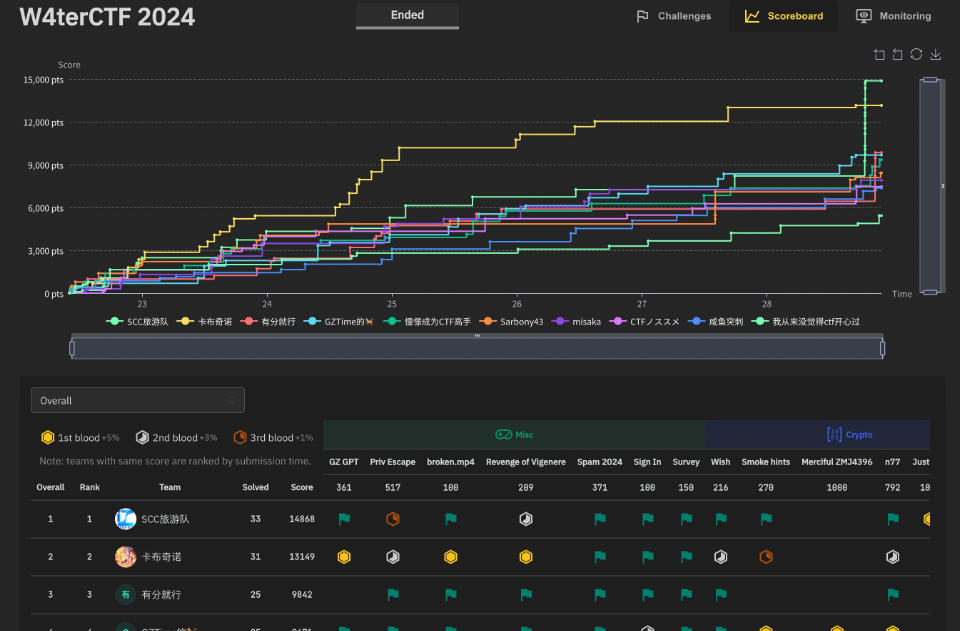 W4terCTF 2024
Ended
Challenges
Scoreboard
Monitoring
Score
15,000 pts
12,000 pts
9,000 pts
6,000 pts
3,000 pts
0 pts
23 24 25 26 27 28
Time
SCC旅游队 卡布奇诺 有分就行 GZTime的🐕 憧憬成为CTF高手 Sarbony43 misaka CTFノススメ 咸鱼突刺 我从来没觉得ctf开心过
Overall
1st blood +5% 2nd blood +3% 3rd blood +1%
Note: teams with same score are ranked by submission time.
Misc Crypto
GZ GPT Priv Escape broken.mp4 Revenge of Vigenere Spam 2024 Sign In Survey Wish Smoke hints Merciful ZMJ4396 n77 Just
Overall Rank Team Solved Score 361 517 100 209 371 100 150 216 270 1000 792 10
1 1 SCC旅游队 33 14868
2 2 卡布奇诺 31 13149
3 3 有 有分就行 25 9842